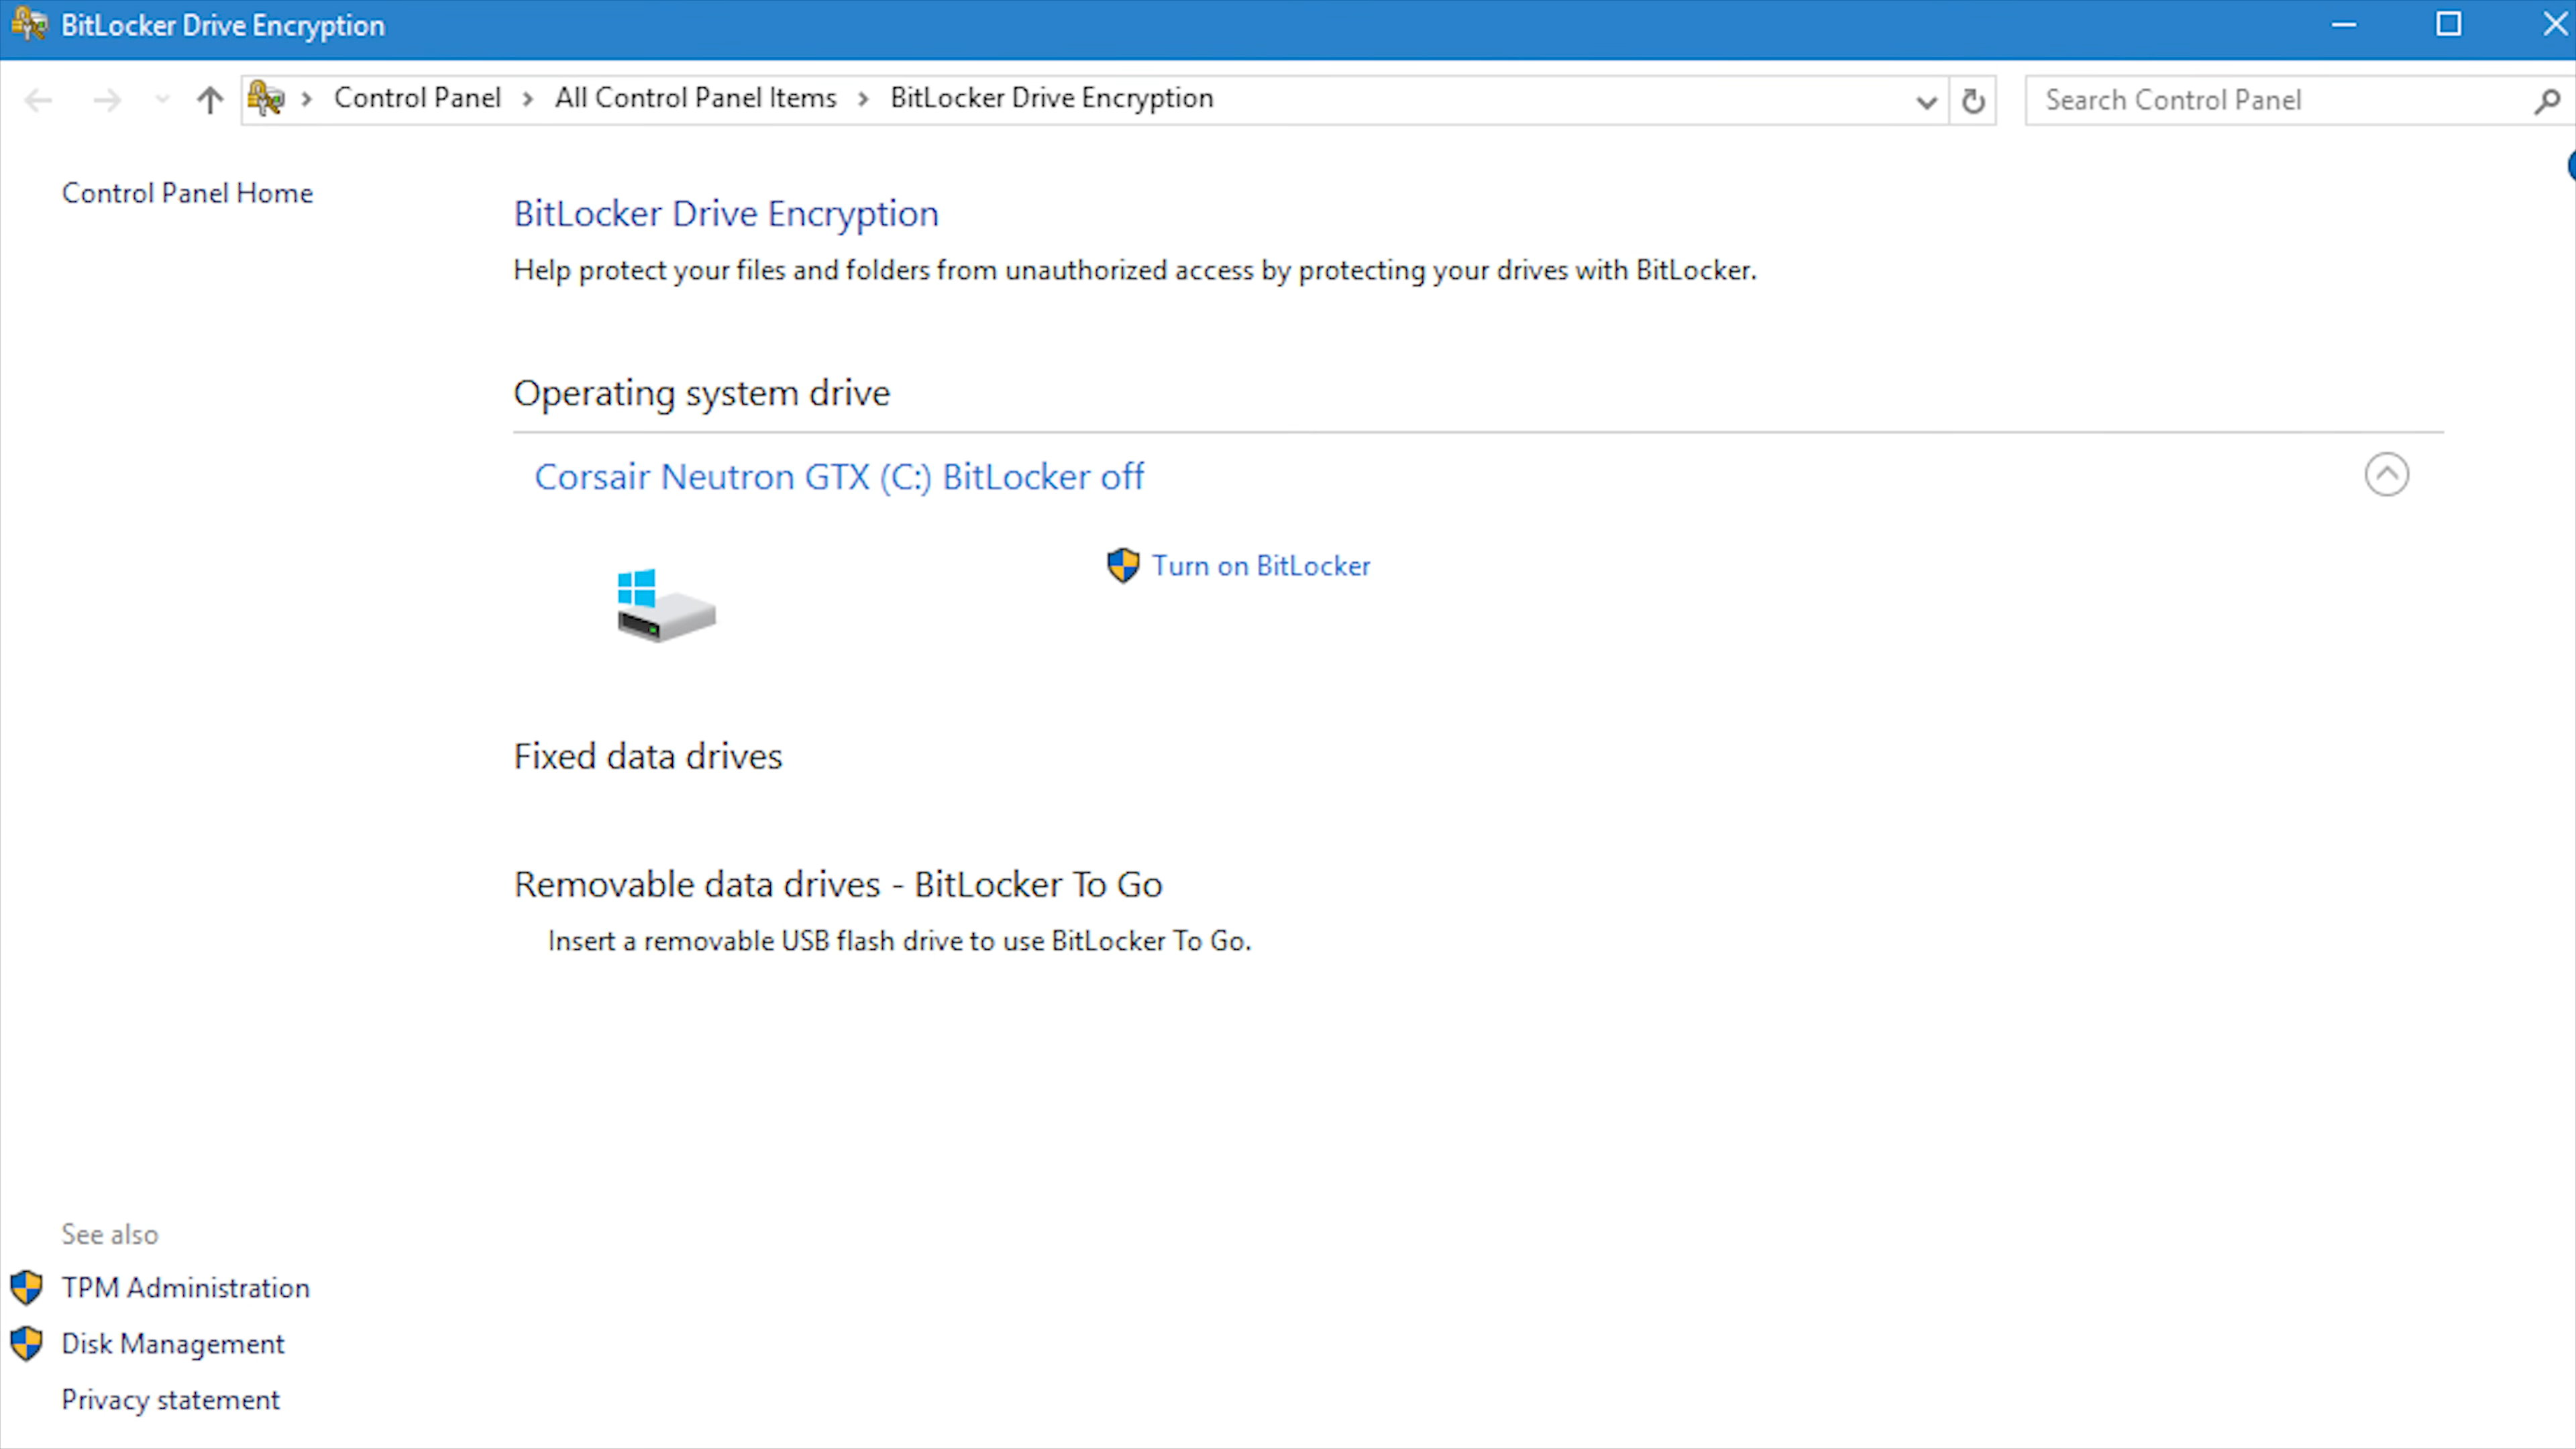 BitLocker Drive Encryption
Control Panel > All Control Panel Items > BitLocker Drive Encryption
Search Control Panel
Control Panel Home
BitLocker Drive Encryption
Help protect your files and folders from unauthorized access by protecting your drives with BitLocker.
Operating system drive
Corsair Neutron GTX (C:) BitLocker off
Turn on BitLocker
Fixed data drives
Removable data drives - BitLocker To Go
Insert a removable USB flash drive to use BitLocker To Go.
See also
TPM Administration
Disk Management
Privacy statement